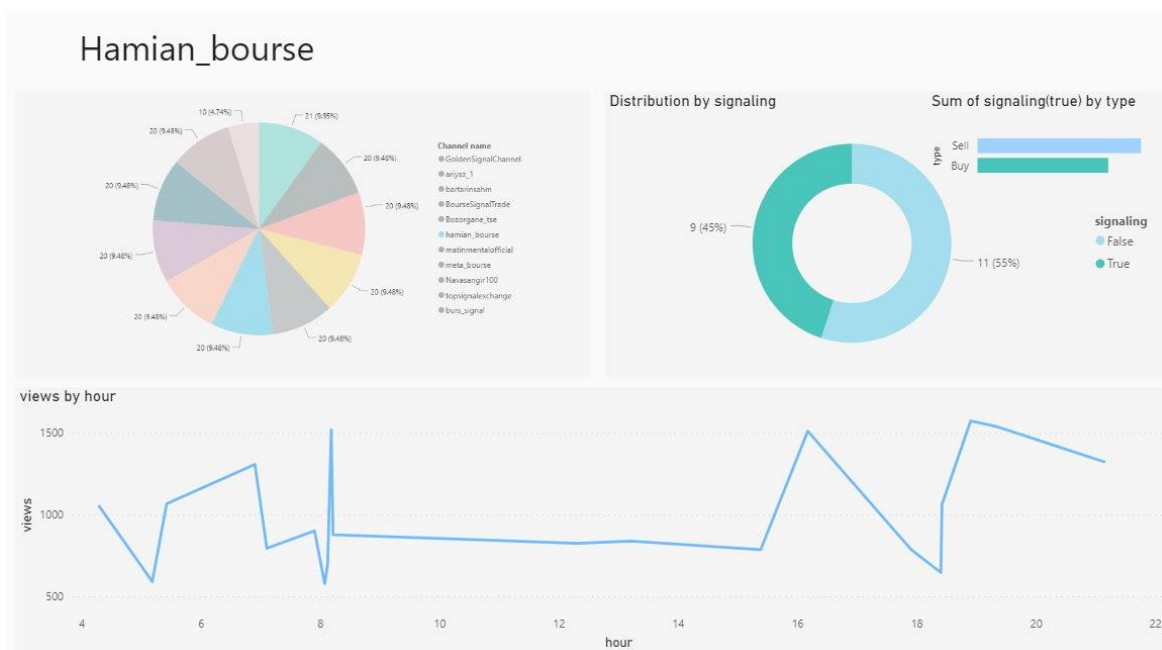 Hamian_bourse
10 (4.74%)
21 (9.95%)
20 (9.48%)
20 (9.48%)
20 (9.48%)
20 (9.48%)
20 (9.48%)
20 (9.48%)
20 (9.48%)
20 (9.48%)
20 (9.48%)
Channel name
GoldenSignalChannel
ariyaz_1
bartarinsahm
BourseSignalTrade
Bozorgane_tse
hamian_bourse
matinmentalofficial
meta_bourse
Navasangir100
topsignalexchange
burs_signal
Distribution by signaling
9 (45%)
11 (55%)
Sum of signaling(true) by type
type
Sell
Buy
signaling
False
True
views by hour
views
1500
1000
500
4 6 8 10 12 14 16 18 20 22
hour